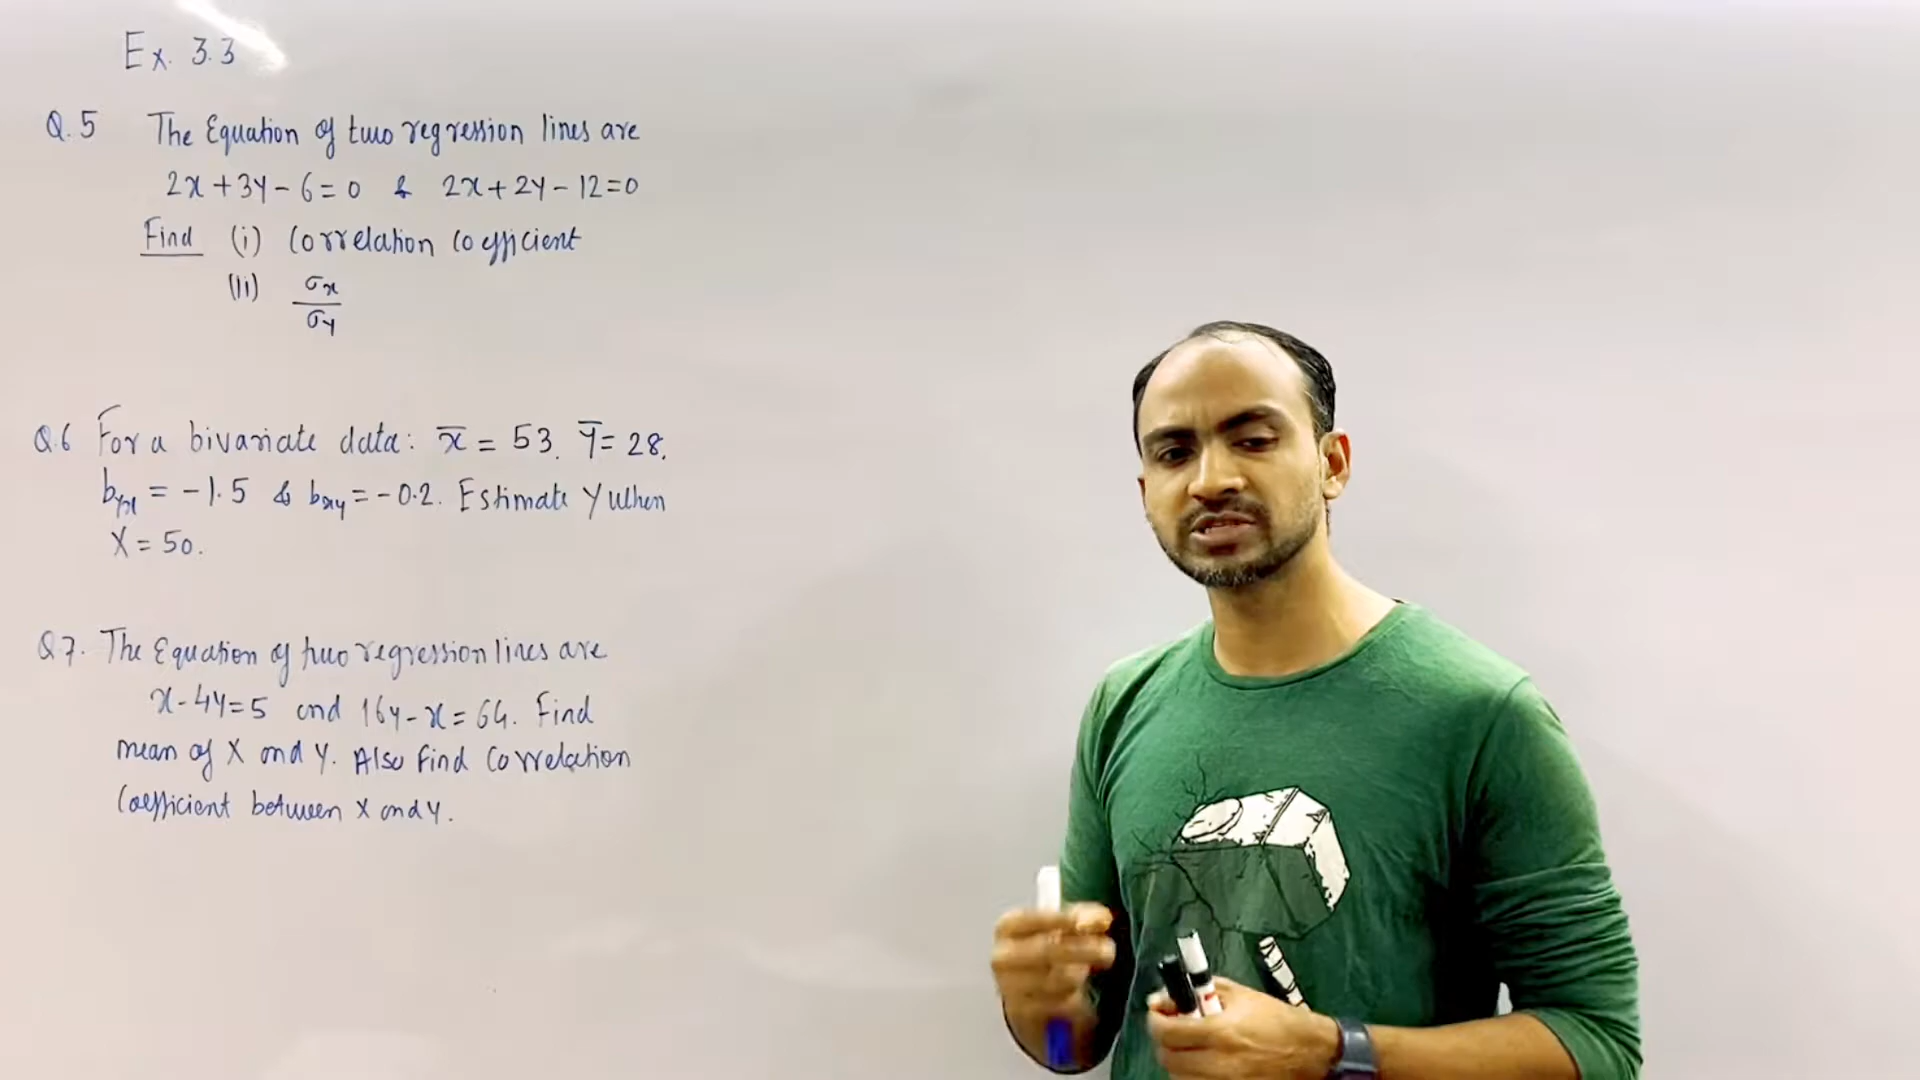 Ex. 3.3
Q.5 The Equation of two regression lines are
2x+3y-6=0 & 2x+2y-12=0
Find (i) Correlation Coefficient
(ii) σx/σy
Q.6 For a bivariate data: x̄ = 53. ȳ = 28.
byx = -1.5 & bxy = -0.2. Estimate Y when
X = 50.
Q7. The Equation of two regression lines are
x-4y=5 and 16y-x=64. Find
mean of X and Y. Also Find Correlation
Coefficient between X and Y.